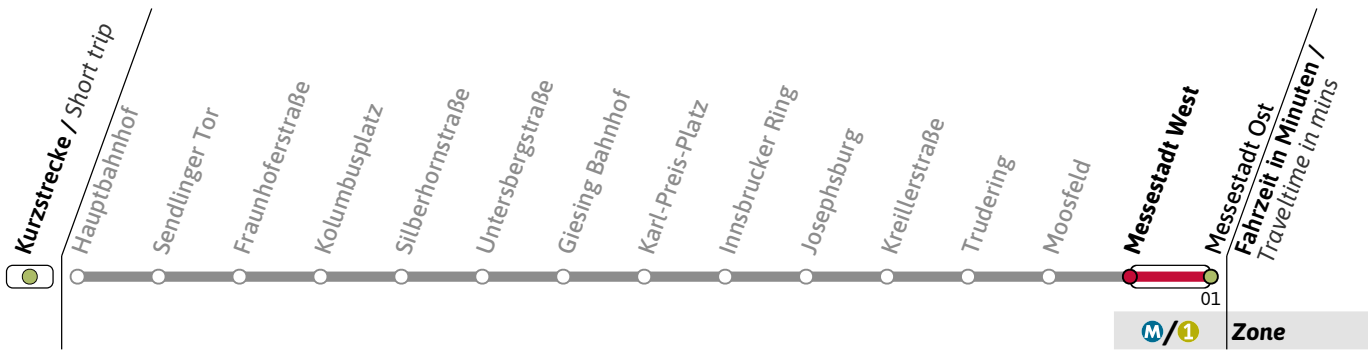 Kurzstrecke / Short trip
Hauptbahnhof
Sendlinger Tor
Fraunhoferstraße
Kolumbusplatz
Silberhornstraße
Untersbergstraße
Giesing Bahnhof
Karl-Preis-Platz
Innsbrucker Ring
Josephsburg
Kreillerstraße
Trudering
Moosfeld
Messestadt West
Messestadt Ost
Fahrzeit in Minuten /
Traveltime in mins
01
M/1 Zone